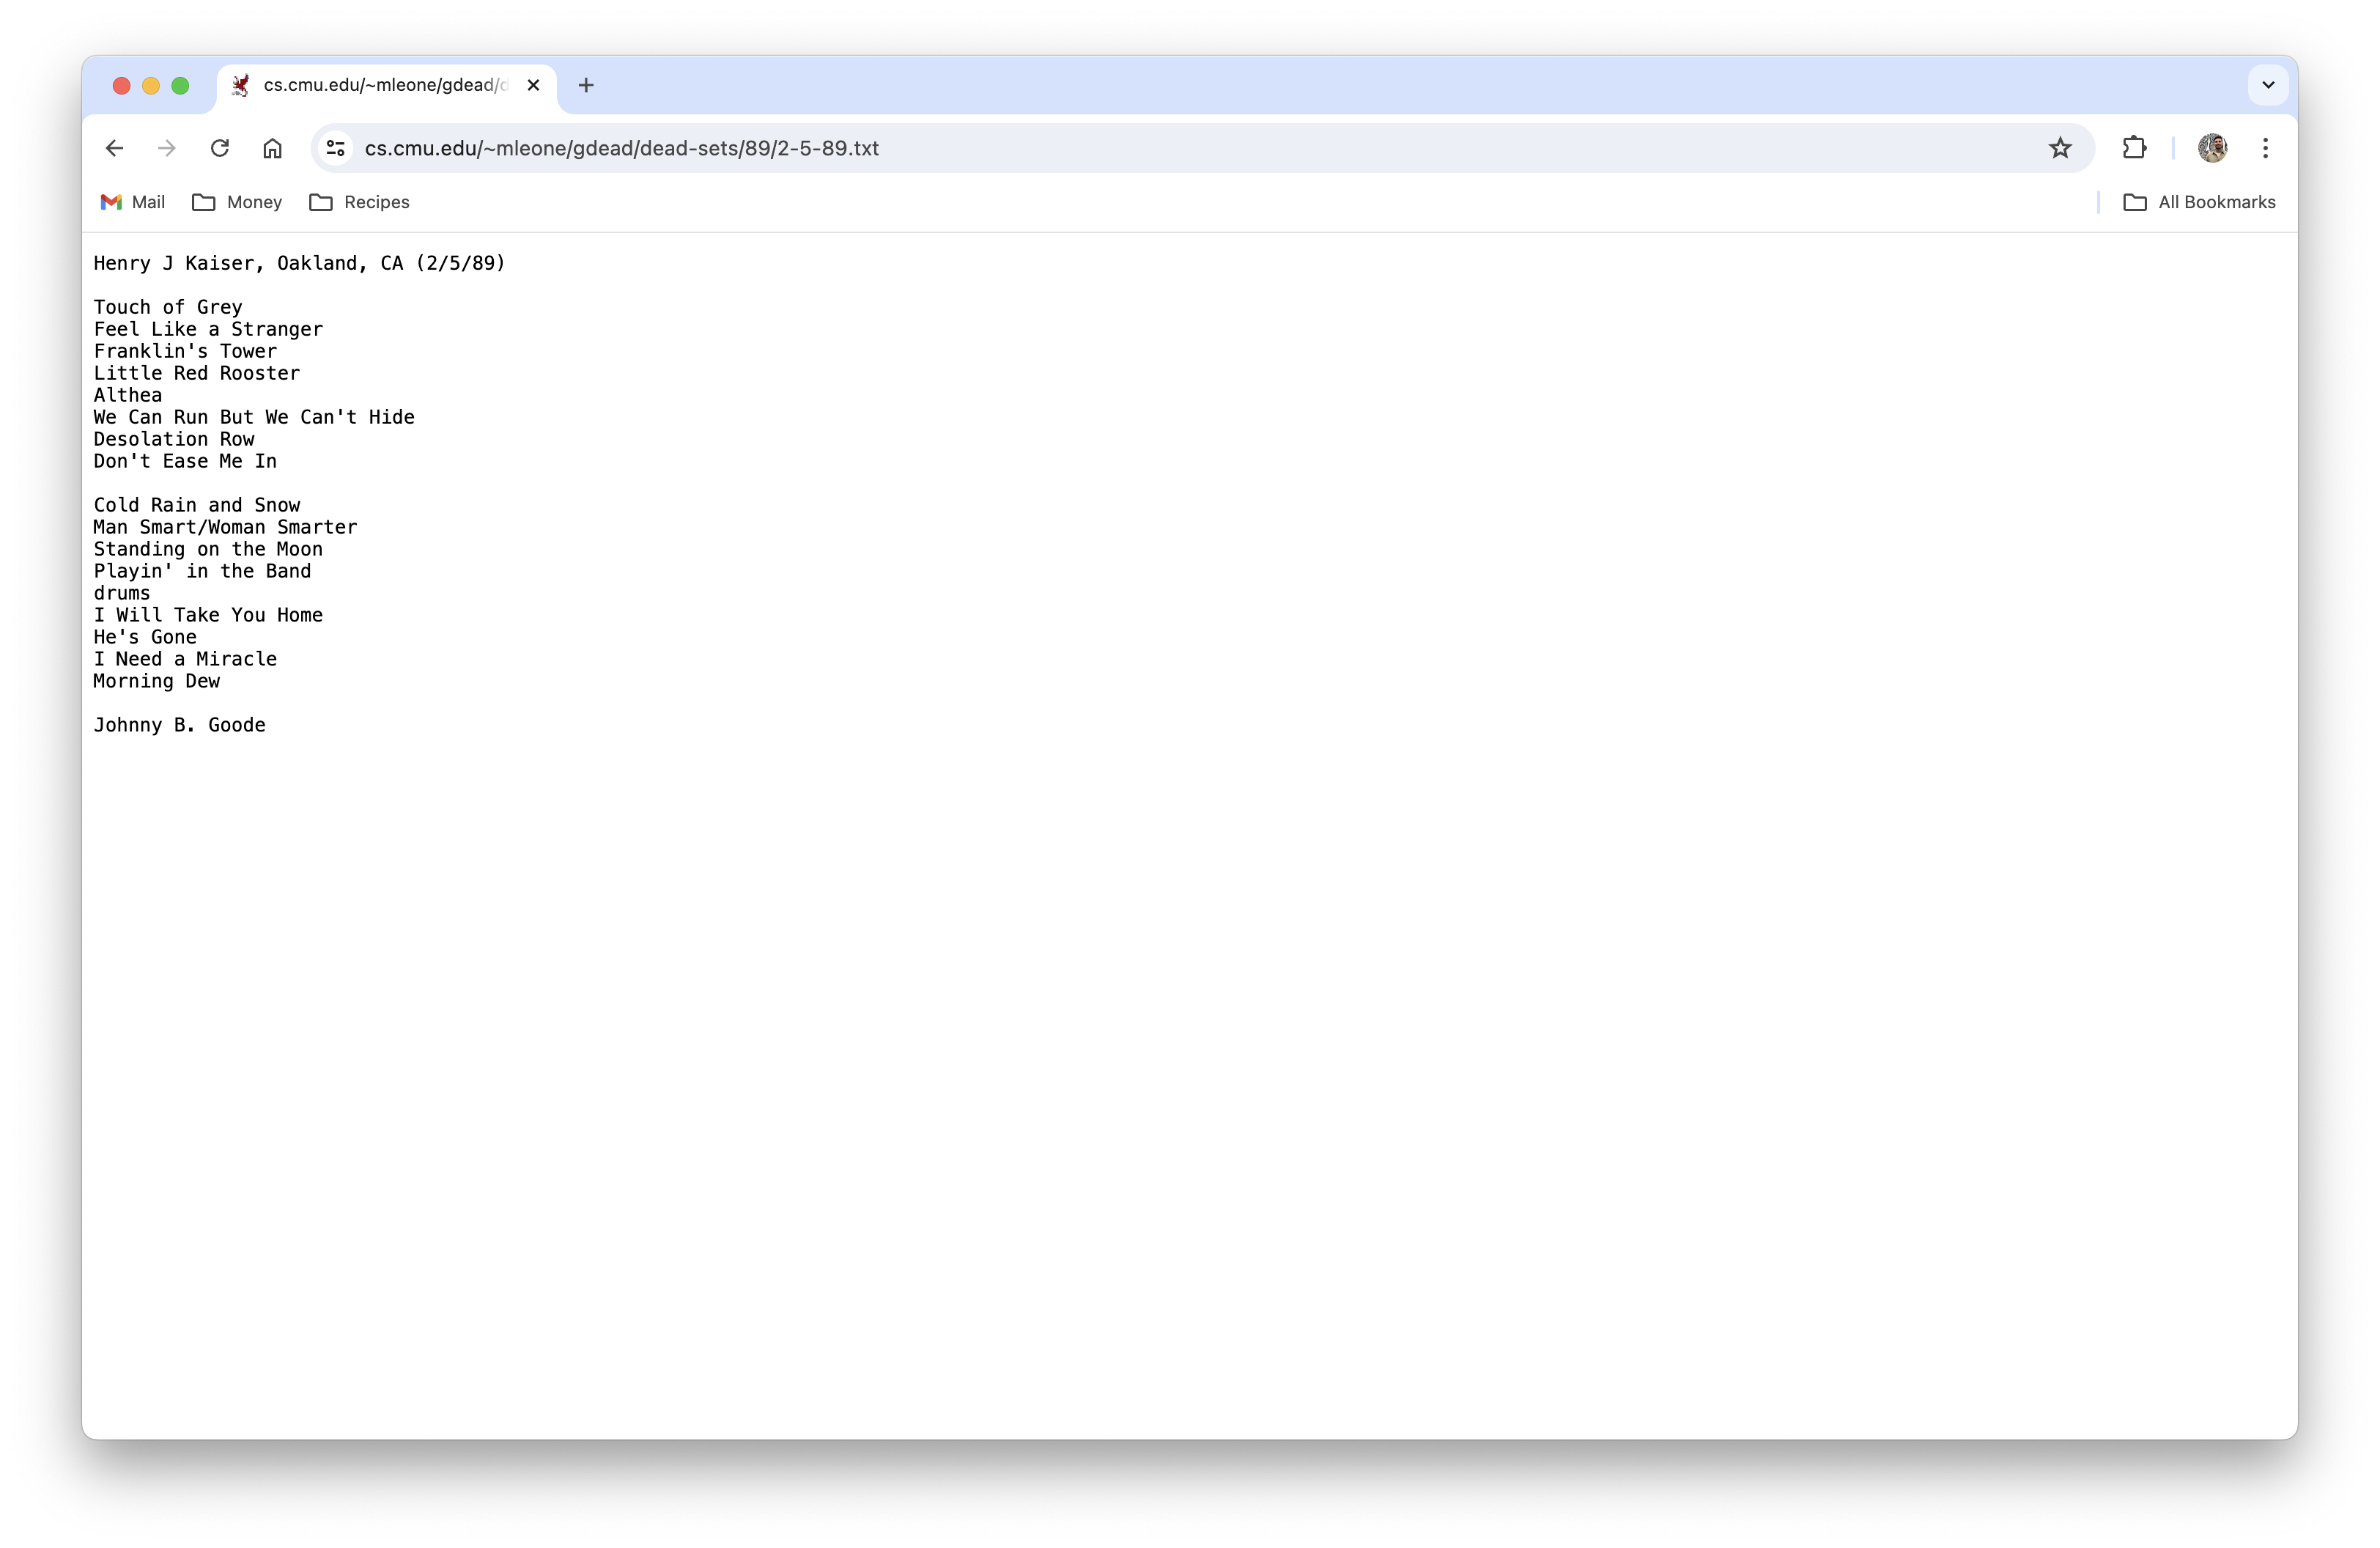 cs.cmu.edu/~mleone/gdead/d
cs.cmu.edu/~mleone/gdead/dead-sets/89/2-5-89.txt
Mail Money Recipes All Bookmarks
Henry J Kaiser, Oakland, CA (2/5/89)
Touch of Grey
Feel Like a Stranger
Franklin's Tower
Little Red Rooster
Althea
We Can Run But We Can't Hide
Desolation Row
Don't Ease Me In
Cold Rain and Snow
Man Smart/Woman Smarter
Standing on the Moon
Playin' in the Band
drums
I Will Take You Home
He's Gone
I Need a Miracle
Morning Dew
Johnny B. Goode